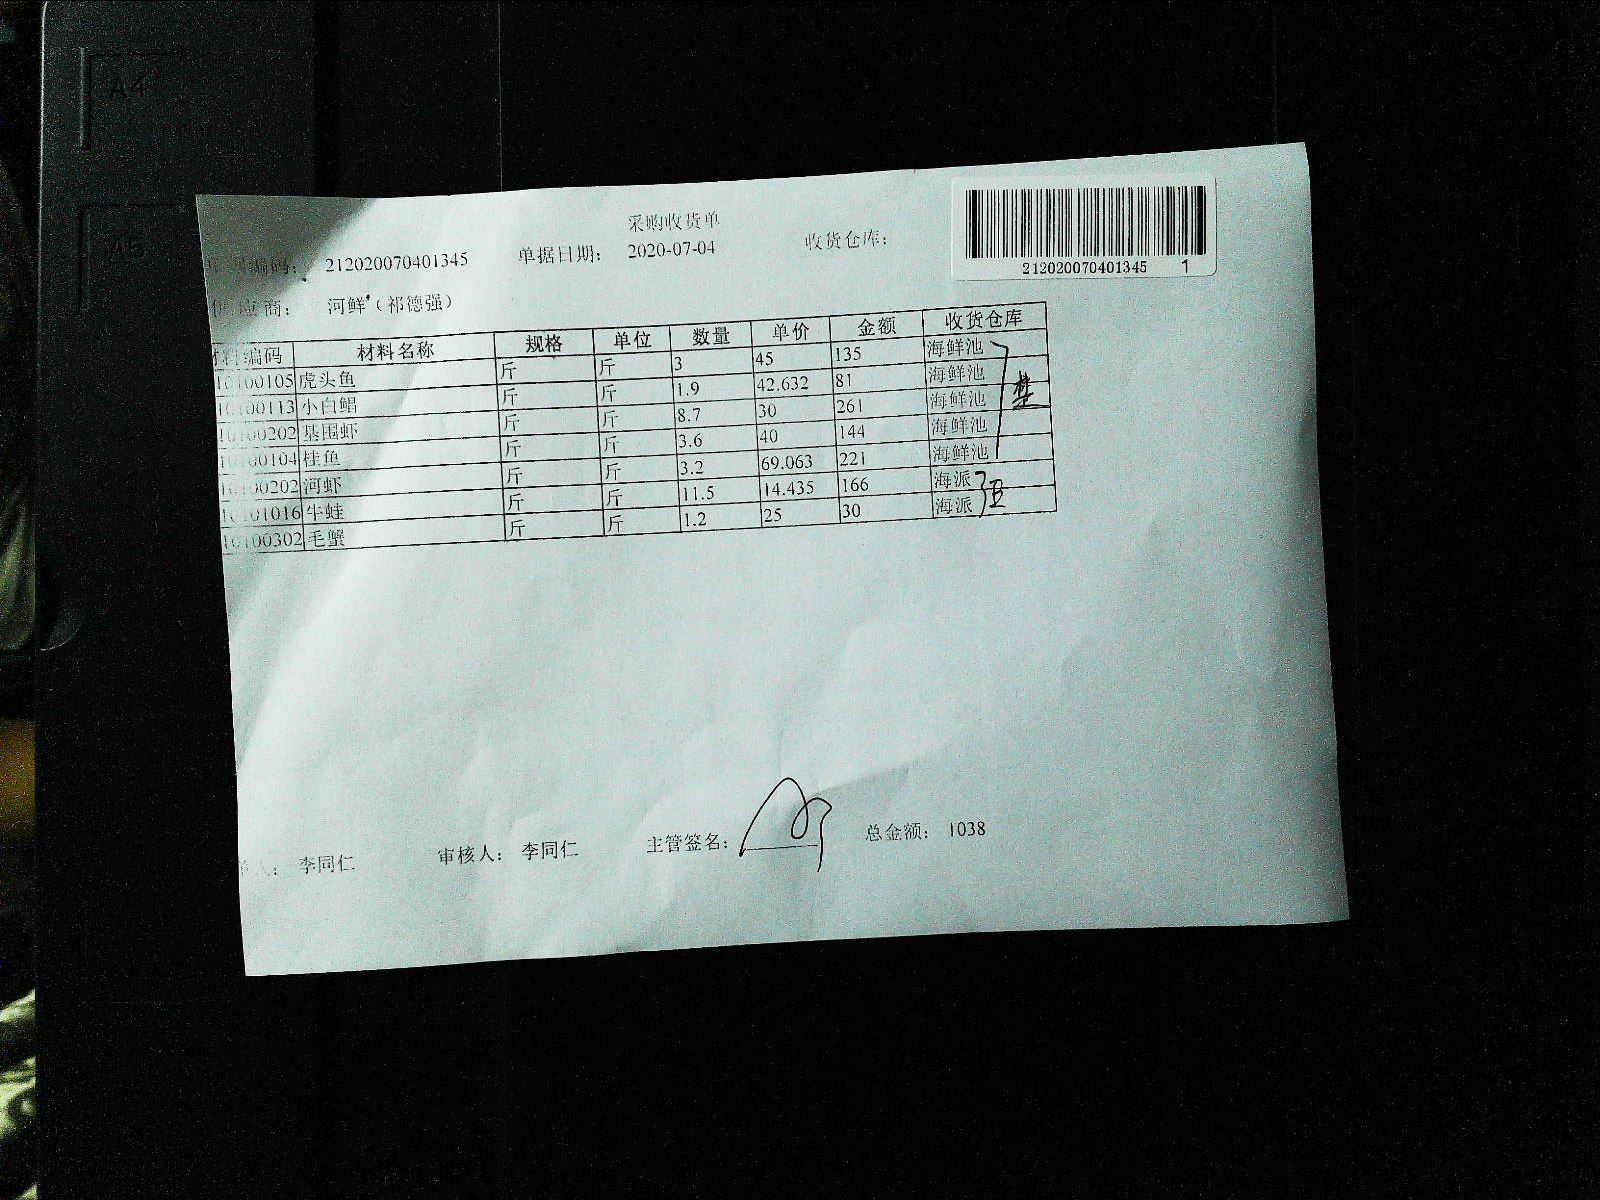 A4
A5
采购收货单
编码: 212020070401345 单据日期: 2020-07-04 收货仓库:
212020070401345 1
供应商: 河鲜(祁德强)
材料编码 材料名称 规格 单位 数量 单价 金额 收货仓库
10100105 虎头鱼 斤 斤 3 45 135 海鲜池
10100113 小白鲳 斤 斤 1.9 42.632 81 海鲜池
10100202 基围虾 斤 斤 8.7 30 261 海鲜池
10100104 桂鱼 斤 斤 3.6 40 144 海鲜池
10100202 河虾 斤 斤 3.2 69.063 221 海鲜池
10101016 牛蛙 斤 斤 11.5 14.435 166 海派
10100302 毛蟹 斤 斤 1.2 25 30 海派
人: 李同仁 审核人: 李同仁 主管签名: 总金额: 1038